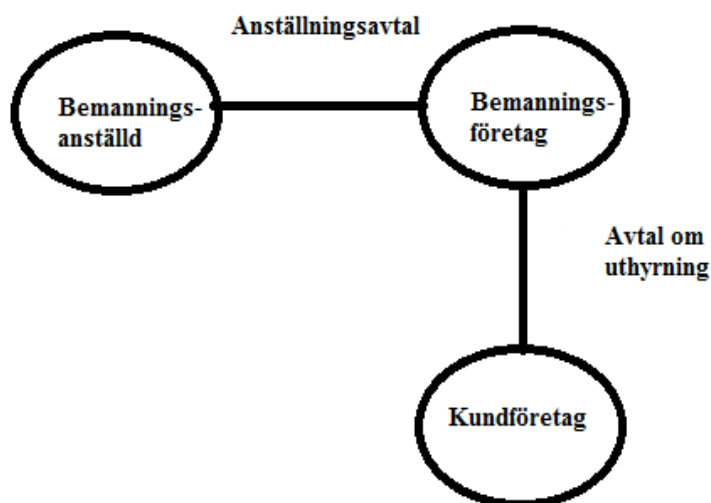 Anställningsavtal
Bemannings-
anställd
Bemannings-
företag
Avtal om
uthyrning
Kundföretag